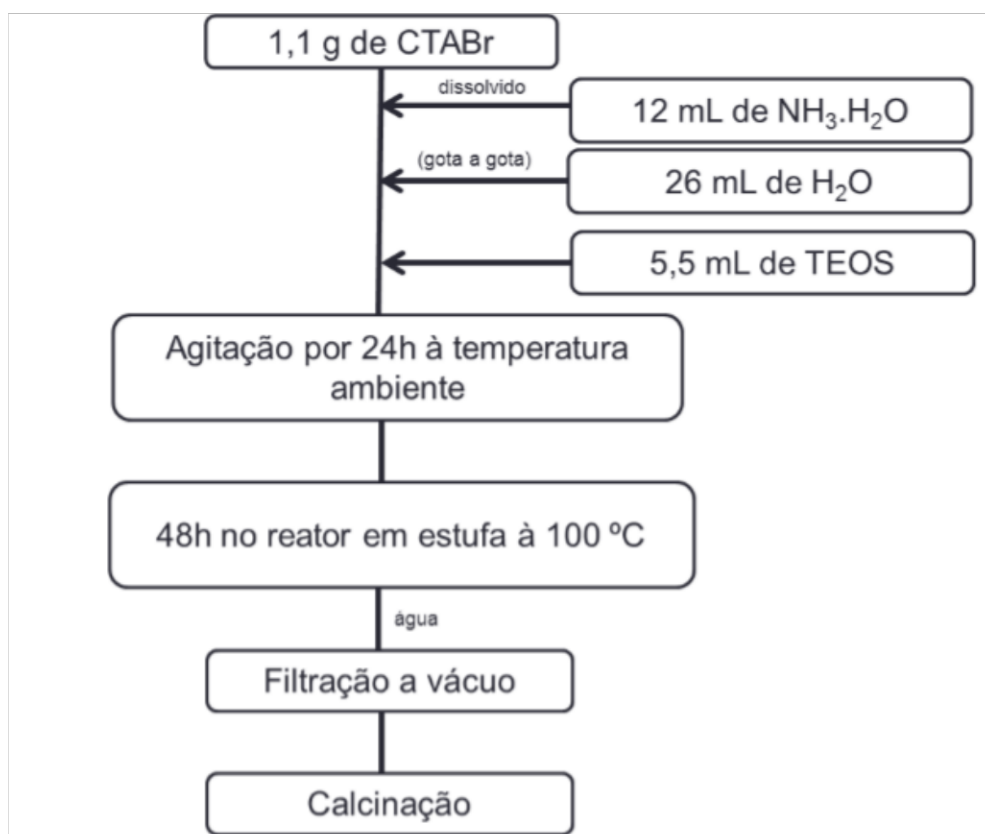 1,1 g de CTABr
dissolvido
12 mL de NH₃.H₂O
(gota a gota)
26 mL de H₂O
5,5 mL de TEOS
Agitação por 24h à temperatura
ambiente
48h no reator em estufa à 100 ºC
água
Filtração a vácuo
Calcinação